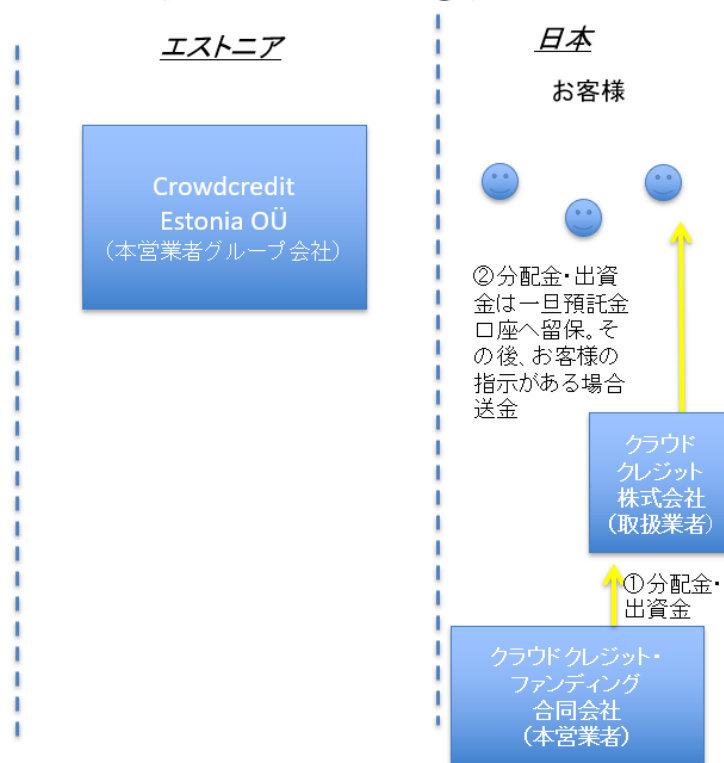 エストニア
日本
お客様
Crowdcredit
Estonia OÜ
(本営業者グループ会社)
②分配金・出資
金は一旦預託金
口座へ留保。そ
の後、お客様の
指示がある場合
送金
クラウド
クレジット
株式会社
(取扱業者)
①分配金・
出資金
クラウドクレジット・
ファンディング
合同会社
(本営業者)